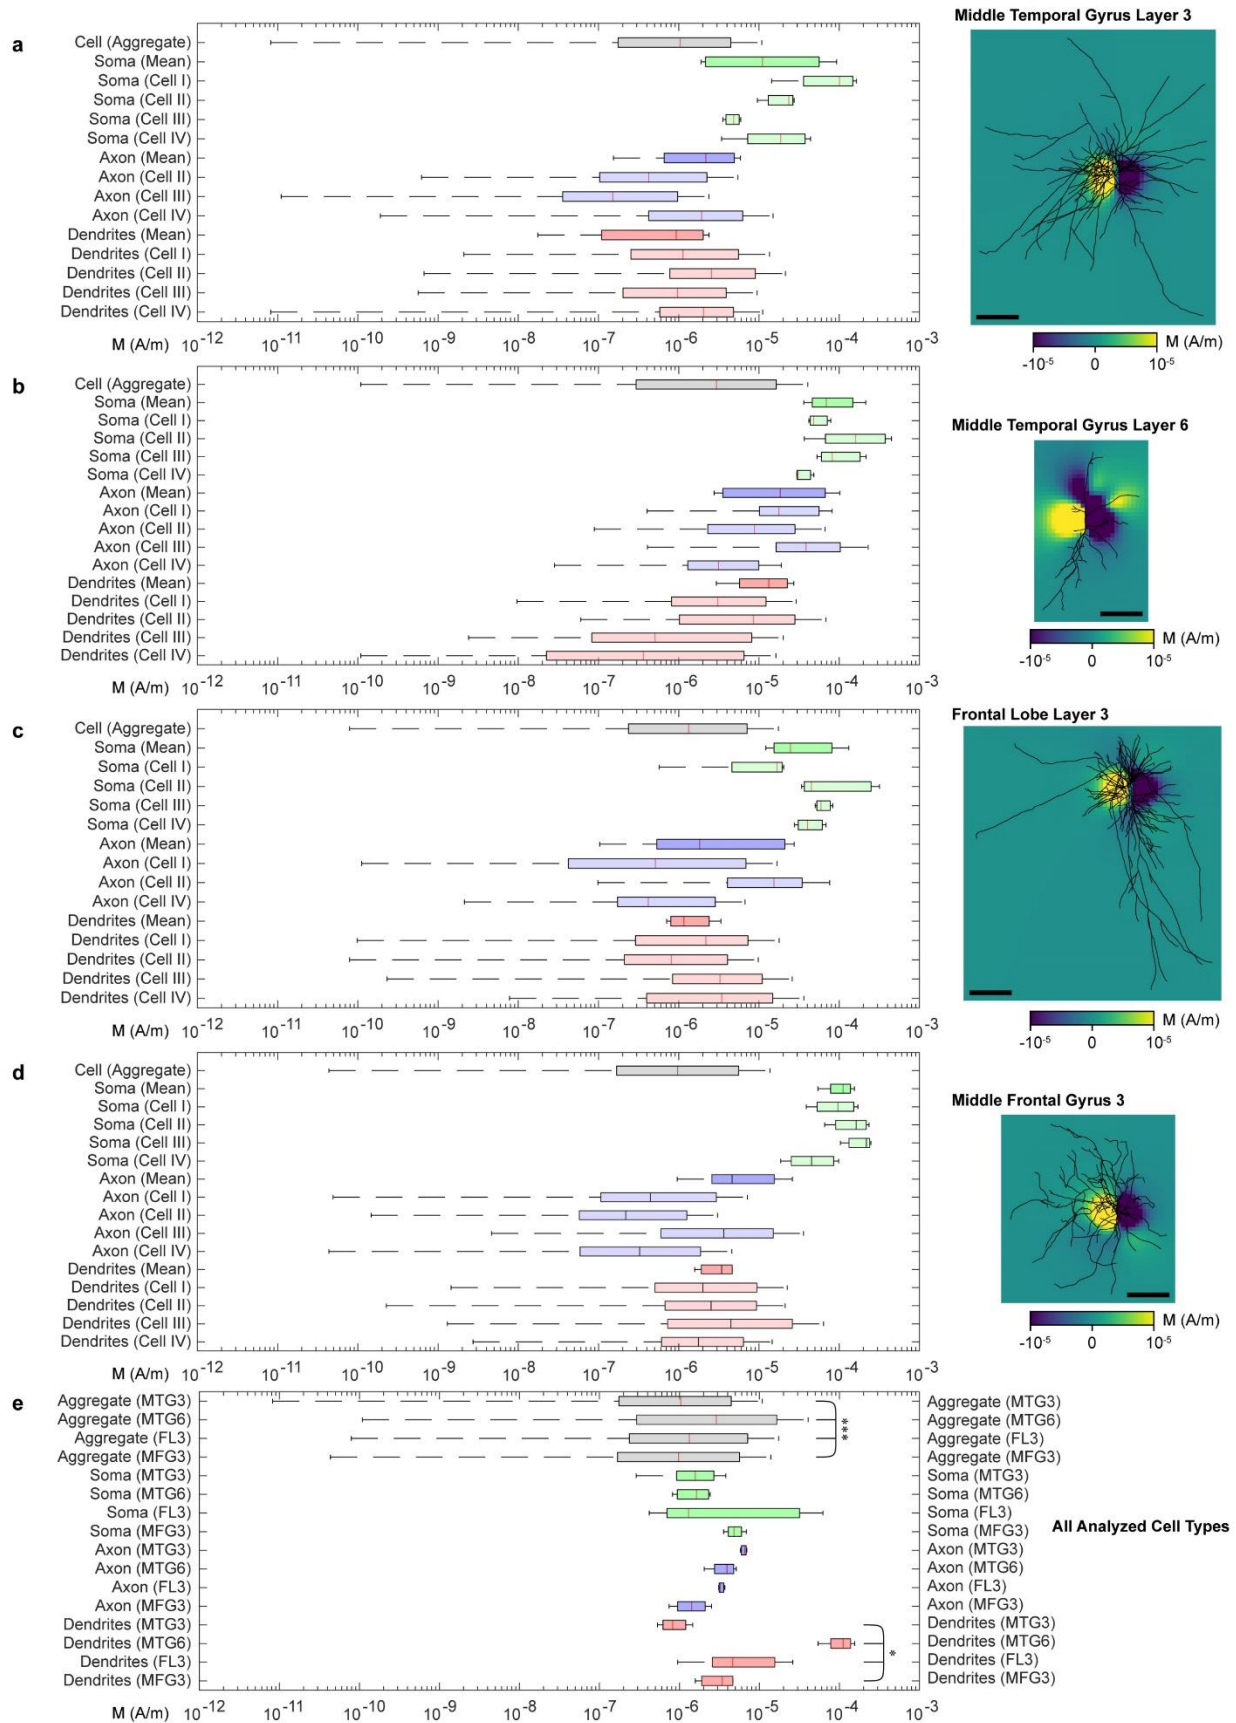 Middle Temporal Gyrus Layer 3
a
Cell (Aggregate)
Soma (Mean)
Soma (Cell I)
Soma (Cell II)
Soma (Cell III)
Soma (Cell IV)
Axon (Mean)
Axon (Cell II)
Axon (Cell III)
Axon (Cell IV)
Dendrites (Mean)
Dendrites (Cell I)
Dendrites (Cell II)
Dendrites (Cell III)
Dendrites (Cell IV)
M (A/m) 10⁻¹² 10⁻¹¹ 10⁻¹⁰ 10⁻⁹ 10⁻⁸ 10⁻⁷ 10⁻⁶ 10⁻⁵ 10⁻⁴ 10⁻³
M (A/m)
-10⁻⁵ 0 10⁻⁵
b
Middle Temporal Gyrus Layer 6
Cell (Aggregate)
Soma (Mean)
Soma (Cell I)
Soma (Cell II)
Soma (Cell III)
Soma (Cell IV)
Axon (Mean)
Axon (Cell I)
Axon (Cell II)
Axon (Cell III)
Axon (Cell IV)
Dendrites (Mean)
Dendrites (Cell I)
Dendrites (Cell II)
Dendrites (Cell III)
Dendrites (Cell IV)
M (A/m) 10⁻¹² 10⁻¹¹ 10⁻¹⁰ 10⁻⁹ 10⁻⁸ 10⁻⁷ 10⁻⁶ 10⁻⁵ 10⁻⁴ 10⁻³
M (A/m)
-10⁻⁵ 0 10⁻⁵
c
Frontal Lobe Layer 3
Cell (Aggregate)
Soma (Mean)
Soma (Cell I)
Soma (Cell II)
Soma (Cell III)
Soma (Cell IV)
Axon (Mean)
Axon (Cell I)
Axon (Cell II)
Axon (Cell IV)
Dendrites (Mean)
Dendrites (Cell I)
Dendrites (Cell II)
Dendrites (Cell III)
Dendrites (Cell IV)
M (A/m) 10⁻¹² 10⁻¹¹ 10⁻¹⁰ 10⁻⁹ 10⁻⁸ 10⁻⁷ 10⁻⁶ 10⁻⁵ 10⁻⁴ 10⁻³
M (A/m)
-10⁻⁵ 0 10⁻⁵
d
Middle Frontal Gyrus 3
Cell (Aggregate)
Soma (Mean)
Soma (Cell I)
Soma (Cell II)
Soma (Cell III)
Soma (Cell IV)
Axon (Mean)
Axon (Cell I)
Axon (Cell II)
Axon (Cell III)
Axon (Cell IV)
Dendrites (Mean)
Dendrites (Cell I)
Dendrites (Cell II)
Dendrites (Cell III)
Dendrites (Cell IV)
M (A/m) 10⁻¹² 10⁻¹¹ 10⁻¹⁰ 10⁻⁹ 10⁻⁸ 10⁻⁷ 10⁻⁶ 10⁻⁵ 10⁻⁴ 10⁻³
M (A/m)
-10⁻⁵ 0 10⁻⁵
e
Aggregate (MTG3) Aggregate (MTG3)
Aggregate (MTG6) *** Aggregate (MTG6)
Aggregate (FL3) Aggregate (FL3)
Aggregate (MFG3) Aggregate (MFG3)
Soma (MTG3) Soma (MTG3)
Soma (MTG6) Soma (MTG6)
Soma (FL3) Soma (FL3)
Soma (MFG3) Soma (MFG3) All Analyzed Cell Types
Axon (MTG3) Axon (MTG3)
Axon (MTG6) Axon (MTG6)
Axon (FL3) Axon (FL3)
Axon (MFG3) Axon (MFG3)
Dendrites (MTG3) Dendrites (MTG3)
Dendrites (MTG6) Dendrites (MTG6)
Dendrites (FL3) * Dendrites (FL3)
Dendrites (MFG3) Dendrites (MFG3)
M (A/m) 10⁻¹² 10⁻¹¹ 10⁻¹⁰ 10⁻⁹ 10⁻⁸ 10⁻⁷ 10⁻⁶ 10⁻⁵ 10⁻⁴ 10⁻³